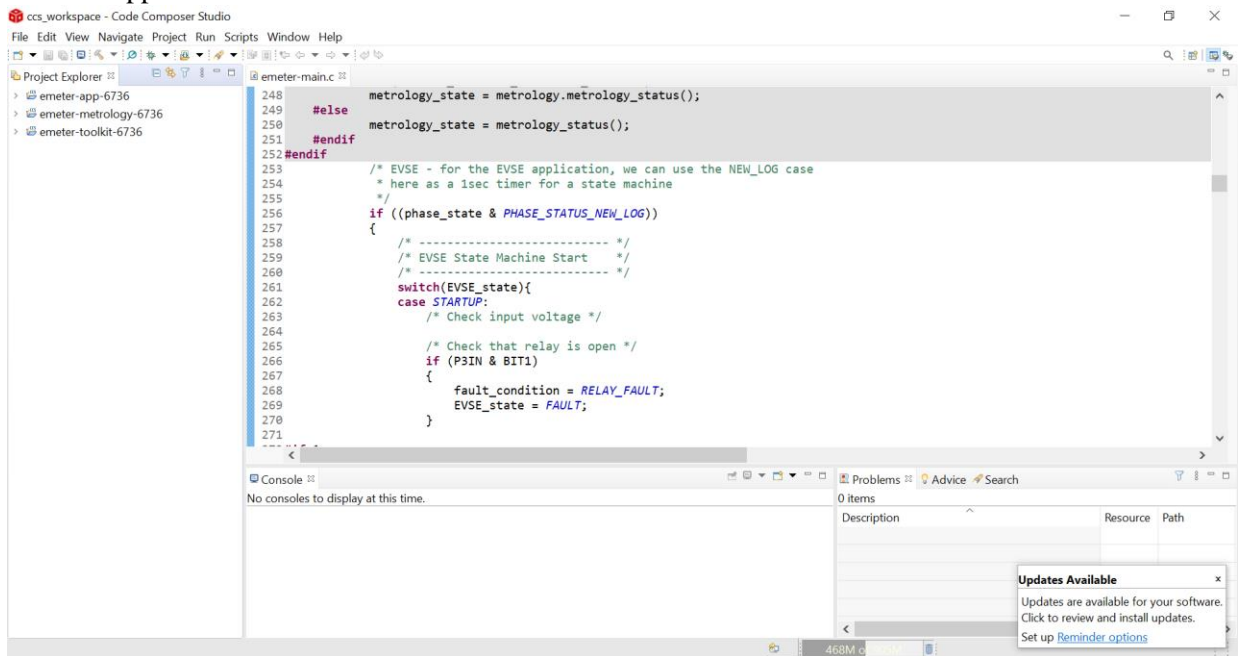 ccs_workspace - Code Composer Studio
File Edit View Navigate Project Run Scripts Window Help
Project Explorer
emeter-app-6736
emeter-metrology-6736
emeter-toolkit-6736
emeter-main.c
248 metrology_state = metrology.metrology_status();
249 #else
250 metrology_state = metrology_status();
251 #endif
252 #endif
253 /* EVSE - for the EVSE application, we can use the NEW_LOG case
254 * here as a 1sec timer for a state machine
255 */
256 if ((phase_state & PHASE_STATUS_NEW_LOG))
257 {
258 /* --------------------------- */
259 /* EVSE State Machine Start */
260 /* --------------------------- */
261 switch(EVSE_state){
262 case STARTUP:
263 /* Check input voltage */
264
265 /* Check that relay is open */
266 if (P3IN & BIT1)
267 {
268 fault_condition = RELAY_FAULT;
269 EVSE_state = FAULT;
270 }
271
Console
No consoles to display at this time.
Problems Advice Search
0 items
Description Resource Path
Updates Available x
Updates are available for your software.
Click to review and install updates.
Set up Reminder options
468M